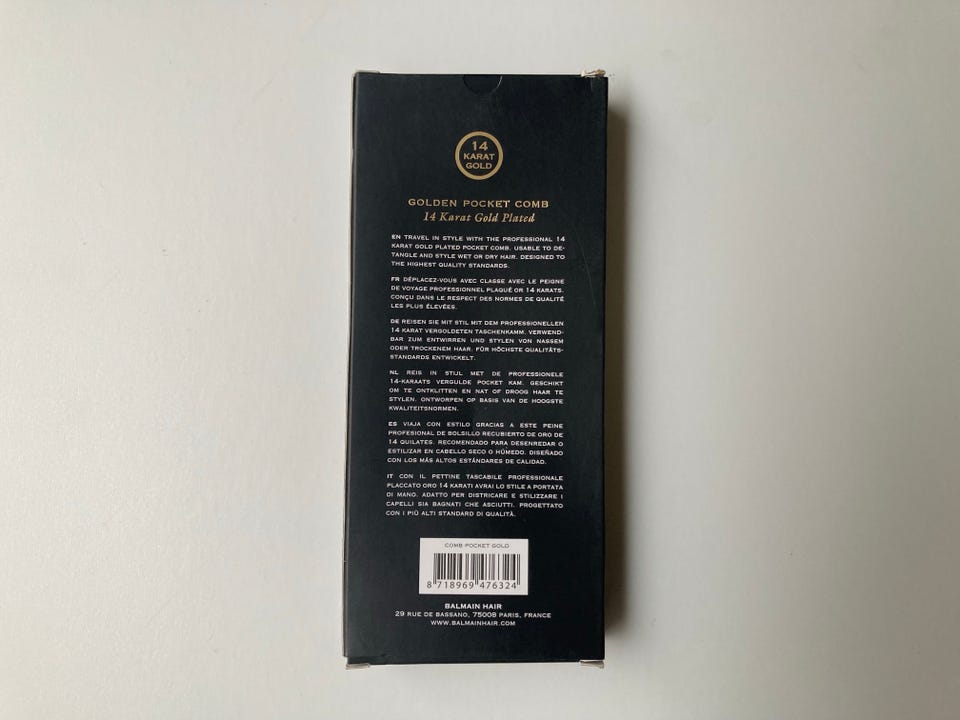 14
KARAT
GOLD
GOLDEN POCKET COMB
14 Karat Gold Plated
EN TRAVEL IN STYLE WITH THE PROFESSIONAL 14
KARAT GOLD PLATED POCKET COMB. USABLE TO DE-
TANGLE AND STYLE WET OR DRY HAIR. DESIGNED TO
THE HIGHEST QUALITY STANDARDS.
FR DÉPLACEZ-VOUS AVEC CLASSE AVEC LE PEIGNE
DE VOYAGE PROFESSIONNEL PLAQUÉ OR 14 KARATS.
CONÇU DANS LE RESPECT DES NORMES DE QUALITÉ
LES PLUS ÉLEVÉES.
DE REISEN SIE MIT STIL MIT DEM PROFESSIONELLEN
14 KARAT VERGOLDETEN TASCHENKAMM. VERWEND-
BAR ZUM ENTWIRREN UND STYLEN VON NASSEM
ODER TROCKENEM HAAR. FÜR HÖCHSTE QUALITÄTS-
STANDARDS ENTWICKELT.
NL REIS IN STIJL MET DE PROFESSIONELE
14-KARAATS VERGULDE POCKET KAM. GESCHIKT
OM TE ONTKLITTEN EN NAT OF DROOG HAAR TE
STYLEN. ONTWORPEN OP BASIS VAN DE HOOGSTE
KWALITEITSNORMEN.
ES VIAJA CON ESTILO GRACIAS A ESTE PEINE
PROFESIONAL DE BOLSILLO RECUBIERTO DE ORO DE
14 QUILATES. RECOMENDADO PARA DESENREDAR O
ESTILIZAR EN CABELLO SECO O HÚMEDO. DISEÑADO
CON LOS MÁS ALTOS ESTÁNDARES DE CALIDAD.
IT CON IL PETTINE TASCABILE PROFESSIONALE
PLACCATO ORO 14 KARATI AVRAI LO STILE A PORTATA
DI MANO. ADATTO PER DISTRICARE E STILIZZARE I
CAPELLI SIA BAGNATI CHE ASCIUTTI. PROGETTATO
CON I PIÙ ALTI STANDARD DI QUALITÀ.
COMB POCKET GOLD
8 718969 476324
BALMAIN HAIR
29 RUE DE BASSANO, 75008 PARIS, FRANCE
WWW.BALMAINHAIR.COM